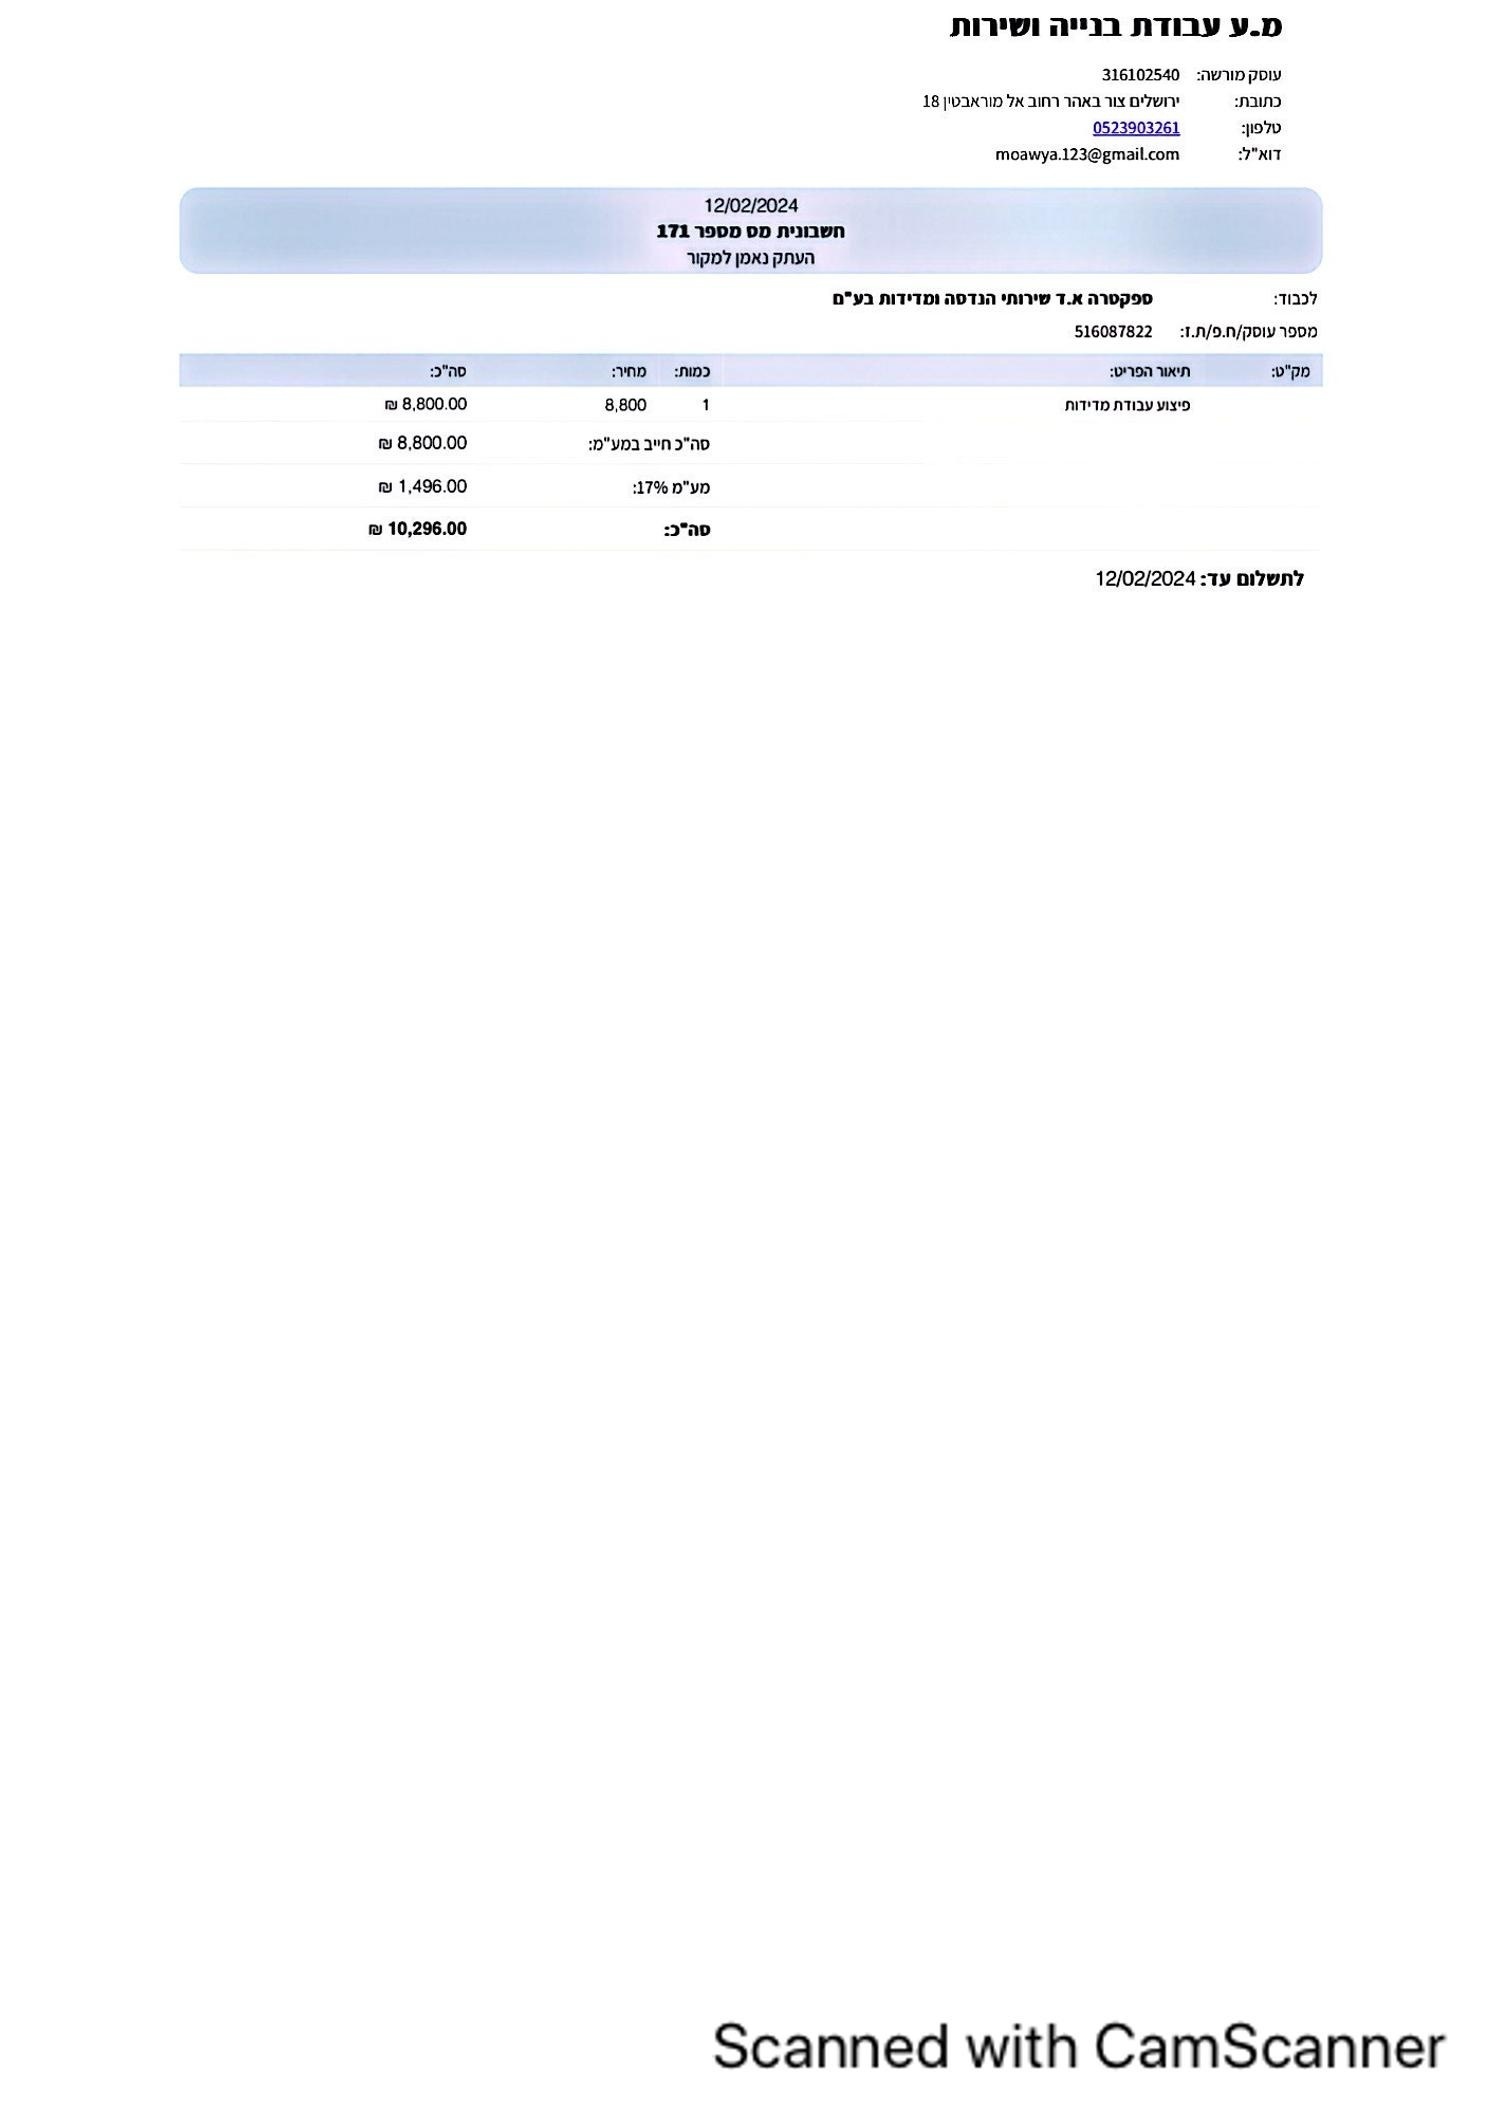 מ.ע עבודת בנייה ושירות
עוסק מורשה: 316102540
כתובת: ירושלים צור באהר רחוב אל מוראבטין 18
טלפון: 0523903261
דוא"ל: moawya.123@gmail.com
12/02/2024
חשבונית מס מספר 171
העתק נאמן למקור
לכבוד: ספקטרה א.ד שירותי הנדסה ומדידות בע"ם
מספר עוסק/ח.פ/ת.ז: 516087822
מק"ט: תיאור הפריט: כמות: מחיר: סה"כ:
פיצוע עבודת מדידות 1 8,800 8,800.00 ₪
סה"כ חייב במע"מ: 8,800.00 ₪
מע"מ 17%: 1,496.00 ₪
סה"כ: 10,296.00 ₪
לתשלום עד: 12/02/2024
Scanned with CamScanner